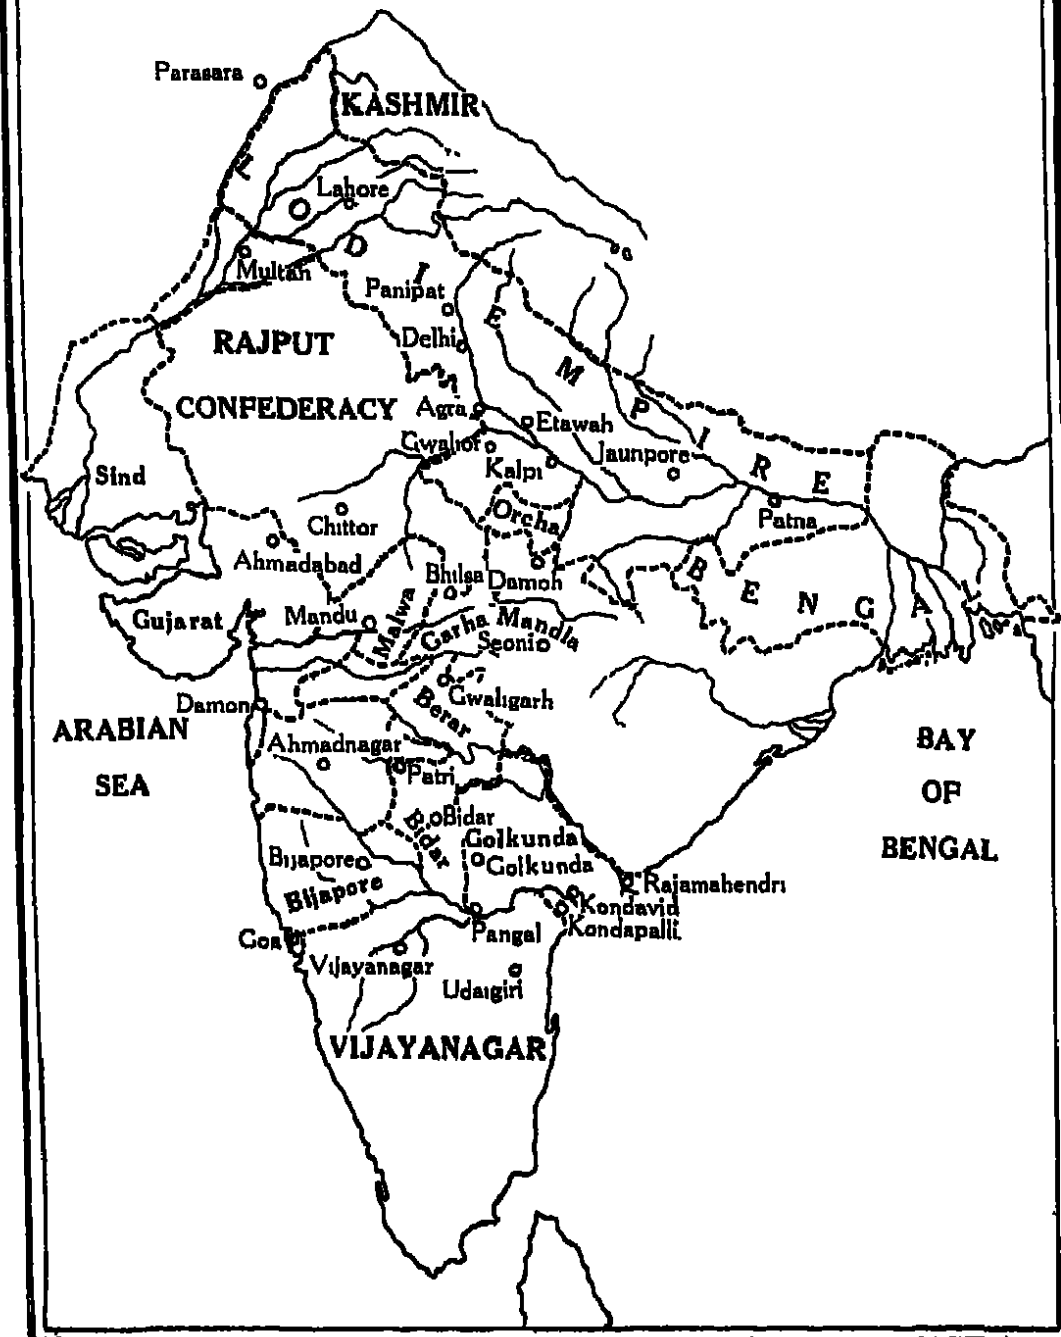 Parasara
KASHMIR
Lahore
LODI EMPIRE
Multan
Panipat
RAJPUT
Delhi
CONFEDERACY
Agra
Etawah
Gwalior
Jaunpore
Kalpi
Sind
Orcha
Patna
Chittor
Ahmadabad
Bhilsa
Damoh
BENGA
Gujarat
Mandu
Malwa
Garha Mandla
Seoni
Gwaligarh
Damon
Berar
ARABIAN
SEA
Ahmadnagar
Patri
BAY
OF
BENGAL
Bidar
Bidar
Golkunda
Golkunda
Bijapore
Bijapore
Rajamahendri
Kondavid
Kondapalli
Goa
Pangal
Vijayanagar
Udaigiri
VIJAYANAGAR